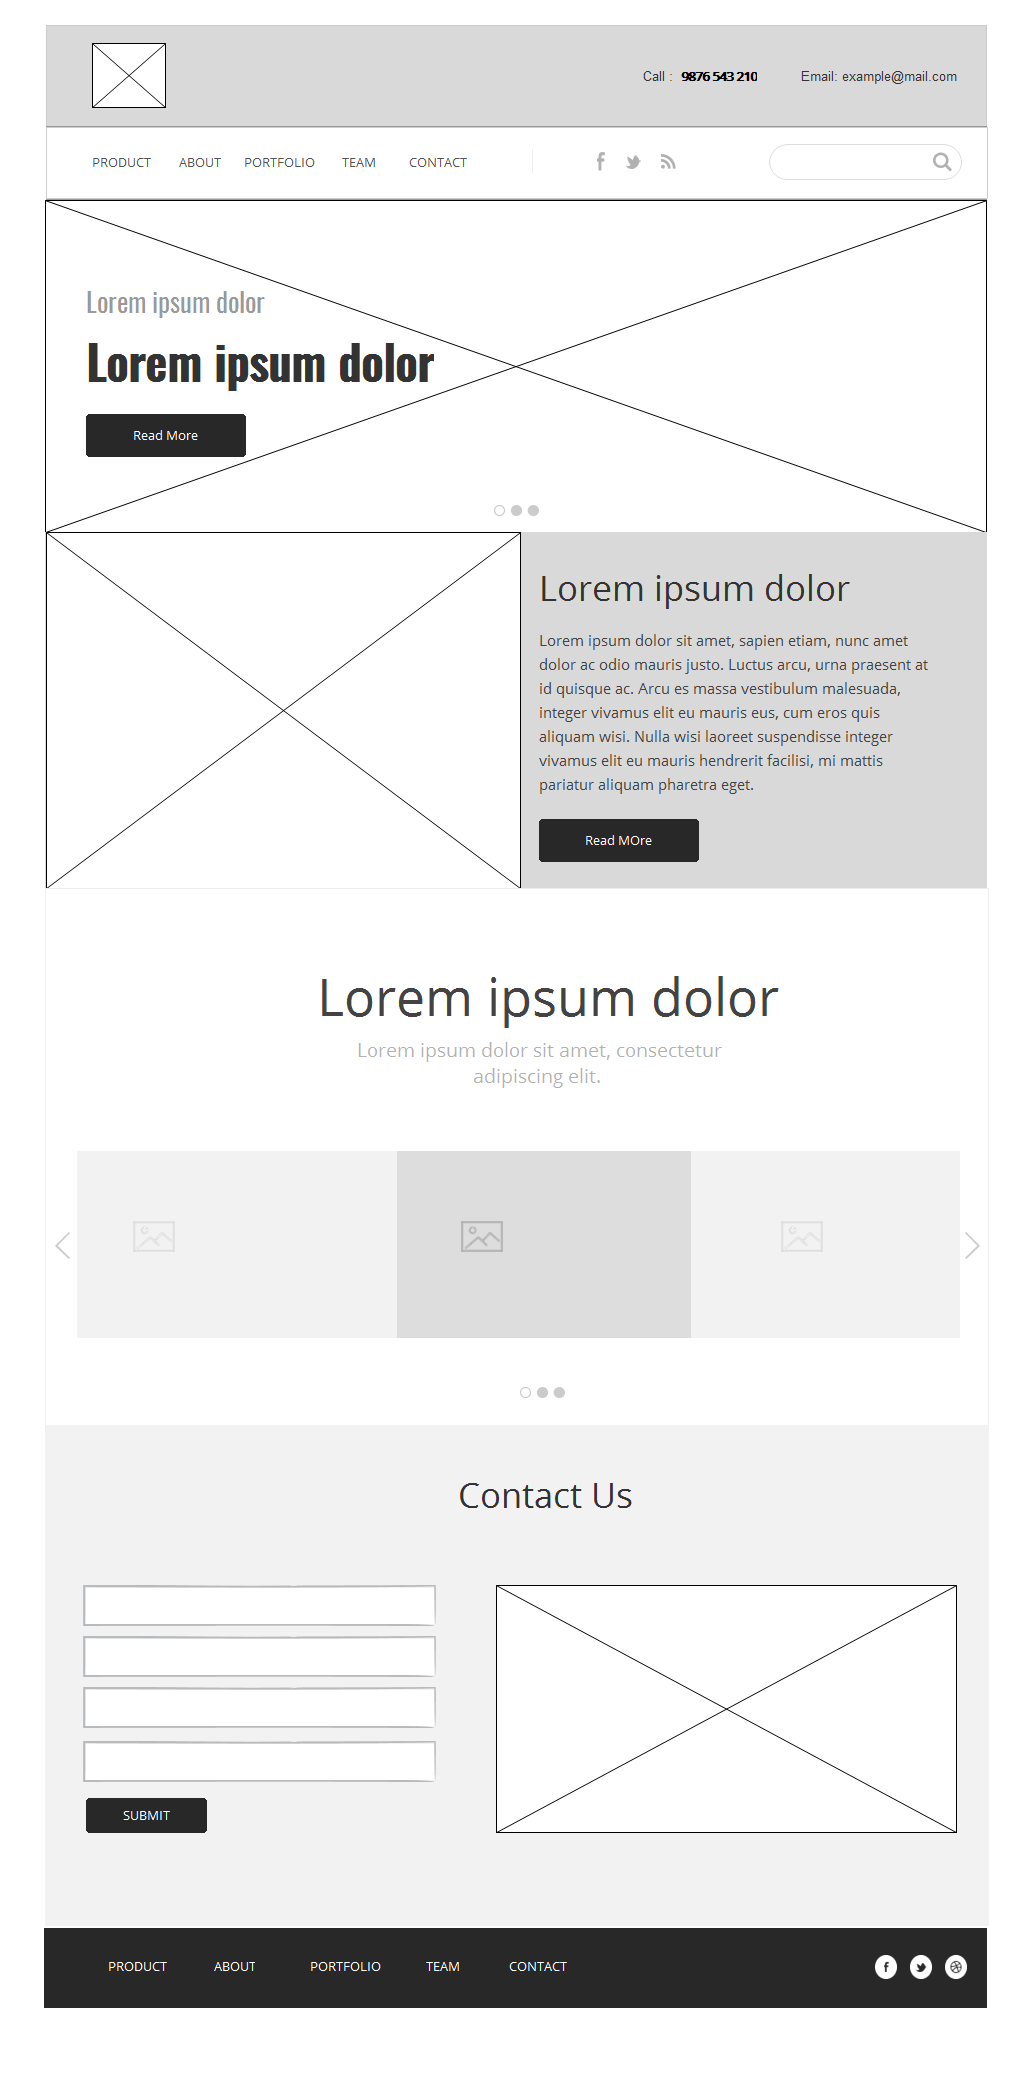 Call : 9876 543 210 Email: example@mail.com
PRODUCT ABOUT PORTFOLIO TEAM CONTACT
Lorem ipsum dolor
Lorem ipsum dolor
Read More
Lorem ipsum dolor
Lorem ipsum dolor sit amet, sapien etiam, nunc amet
dolor ac odio mauris justo. Luctus arcu, urna praesent at
id quisque ac. Arcu es massa vestibulum malesuada,
integer vivamus elit eu mauris eus, cum eros quis
aliquam wisi. Nulla wisi laoreet suspendisse integer
vivamus elit eu mauris hendrerit facilisi, mi mattis
pariatur aliquam pharetra eget.
Read MOre
Lorem ipsum dolor
Lorem ipsum dolor sit amet, consectetur
adipiscing elit.
Contact Us
SUBMIT
PRODUCT ABOUT PORTFOLIO TEAM CONTACT